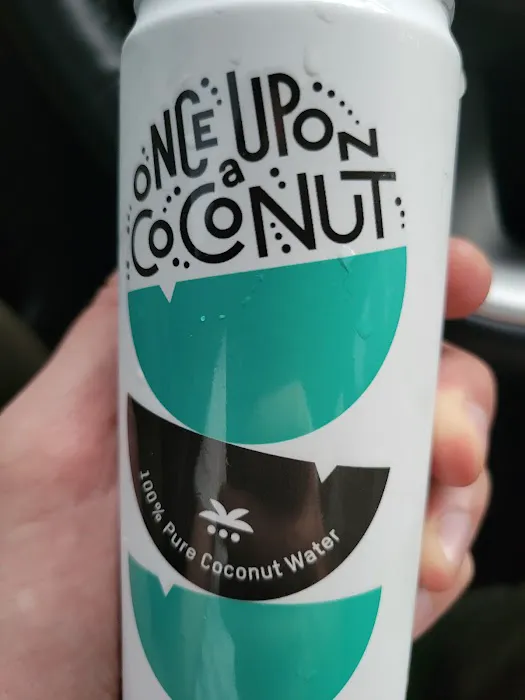 ONCE UPON
a
COCONUT
100% Pure Coconut Water